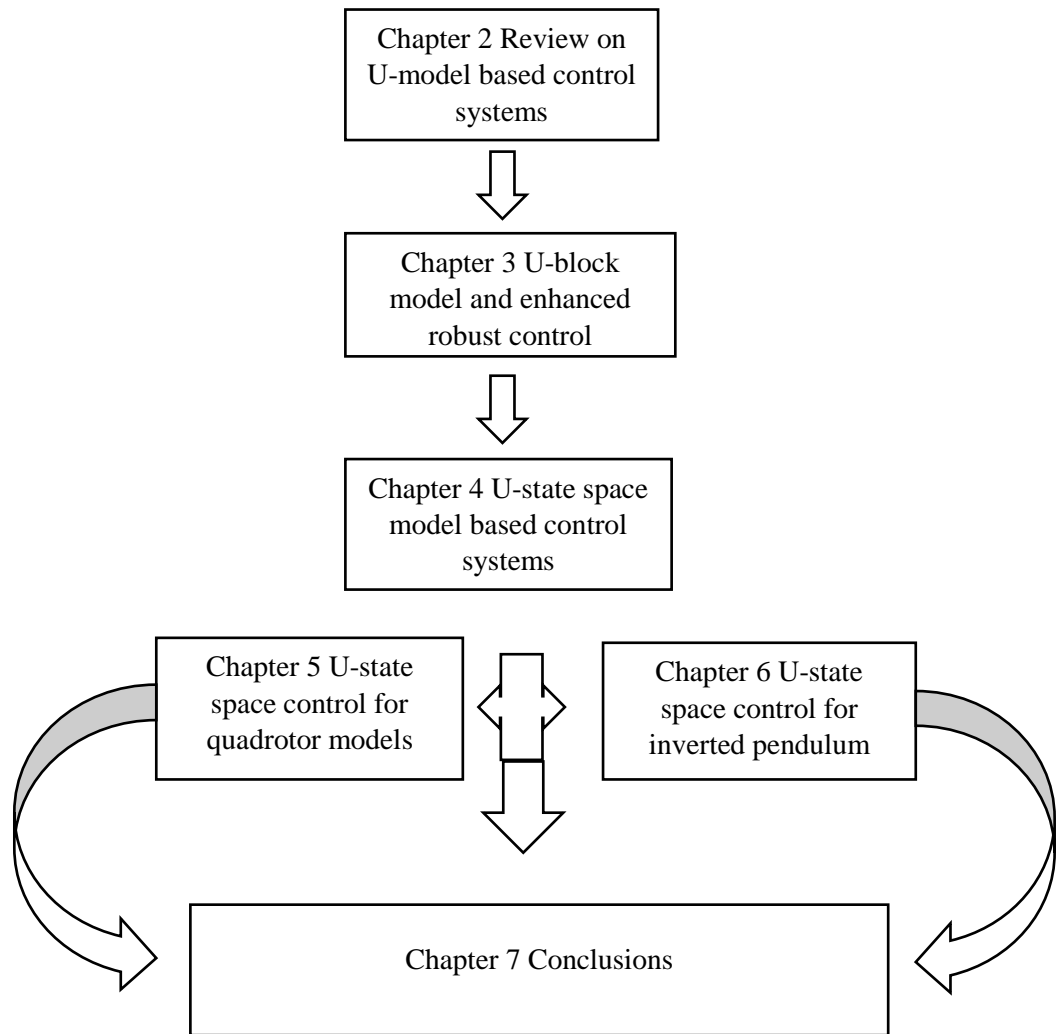 Chapter 2 Review on
U-model based control
systems
Chapter 3 U-block
model and enhanced
robust control
Chapter 4 U-state space
model based control
systems
Chapter 5 U-state
space control for
quadrotor models
Chapter 6 U-state
space control for
inverted pendulum
Chapter 7 Conclusions